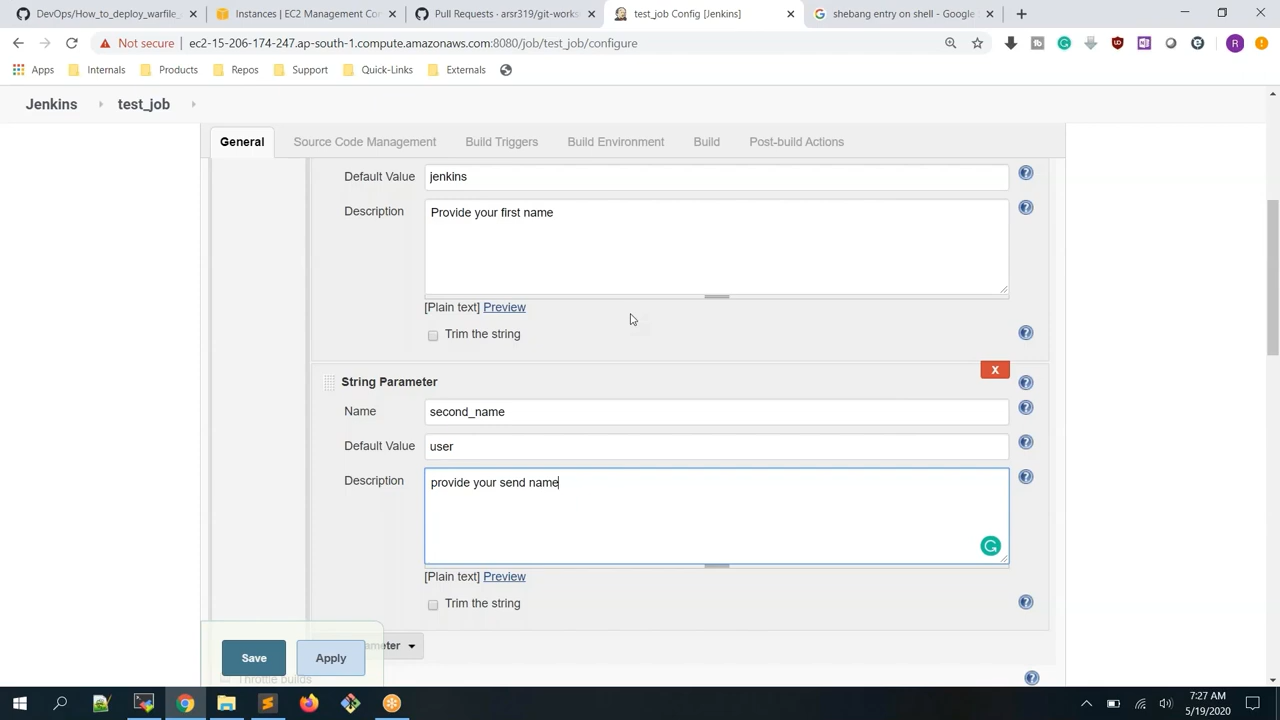 DevOps/How_to_deploy_warfile_
Instances | EC2 Management Co
Pull Requests · arsr319/git-works
test_job Config [Jenkins]
shebang entry on shell - Google
Not secure | ec2-15-206-174-247.ap-south-1.compute.amazonaws.com:8080/job/test_job/configure
Apps Internals Products Repos Support Quick-Links Externals
Jenkins test_job
General Source Code Management Build Triggers Build Environment Build Post-build Actions
Default Value jenkins
Description Provide your first name
[Plain text] Preview
Trim the string
String Parameter
X
Name second_name
Default Value user
Description provide your send name
[Plain text] Preview
Trim the string
ameter
Save Apply
Throttle builds
7:27 AM
5/19/2020